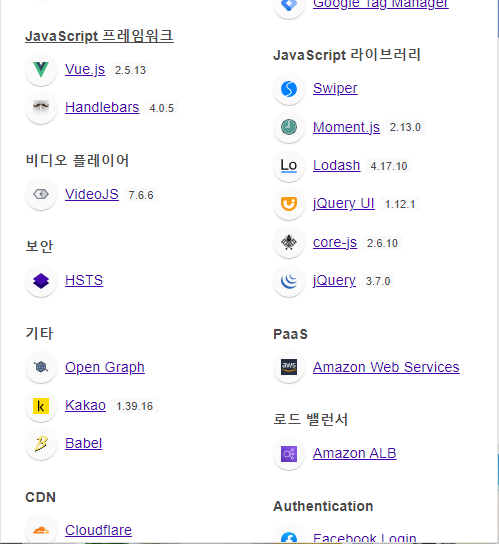 JavaScript 프레임워크
Vue.js 2.5.13
Handlebars 4.0.5
비디오 플레이어
VideoJS 7.6.6
보안
HSTS
기타
Open Graph
Kakao 1.39.16
Babel
CDN
Cloudflare
Google Tag Manager
JavaScript 라이브러리
Swiper
Moment.js 2.13.0
Lo
Lodash 4.17.10
jQuery UI 1.12.1
core-js 2.6.10
jQuery 3.7.0
PaaS
aws
Amazon Web Services
로드 밸런서
Amazon ALB
Authentication
Facebook Login